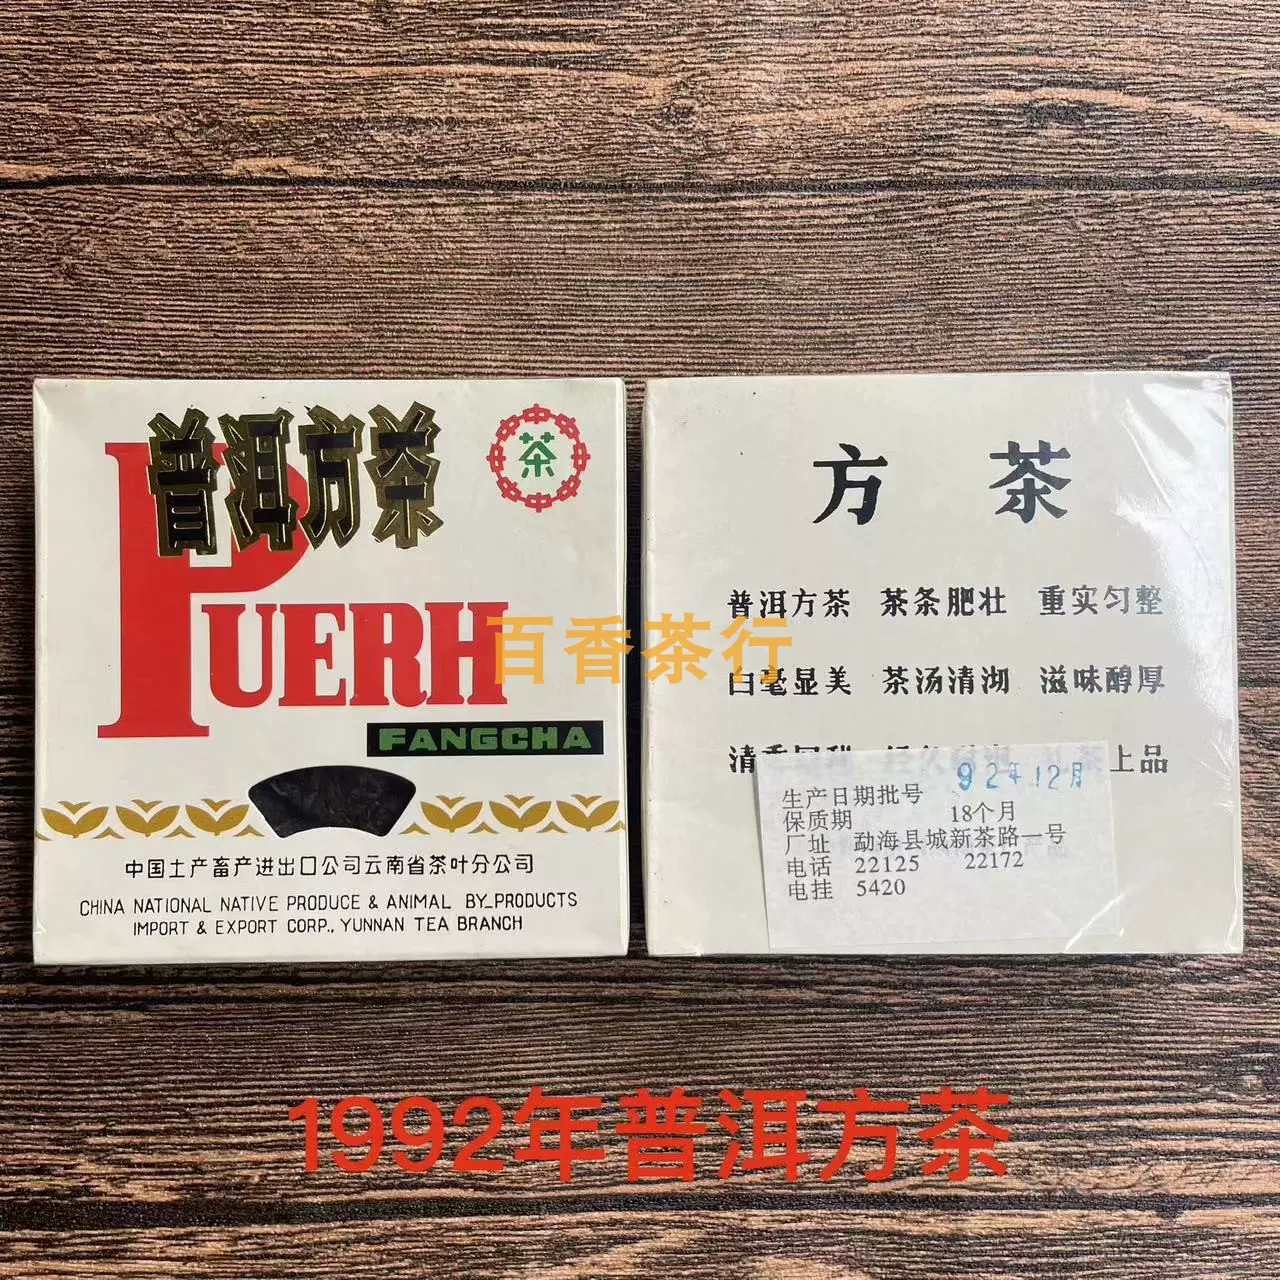 普洱方茶
茶
PUERH
FANGCHA
中国土产畜产进出口公司云南省茶叶分公司
CHINA NATIONAL NATIVE PRODUCE & ANIMAL BY-PRODUCTS
IMPORT & EXPORT CORP., YUNNAN TEA BRANCH
方 茶
普洱方茶 茶条肥壮 重实匀整
白毫显美 茶汤清沏 滋味醇厚
清 上品
92年12月
生产日期批号
保质期 18个月
厂址 勐海县城新茶路一号
电话 22125 22172
电挂 5420
百香茶行
1992年普洱方茶